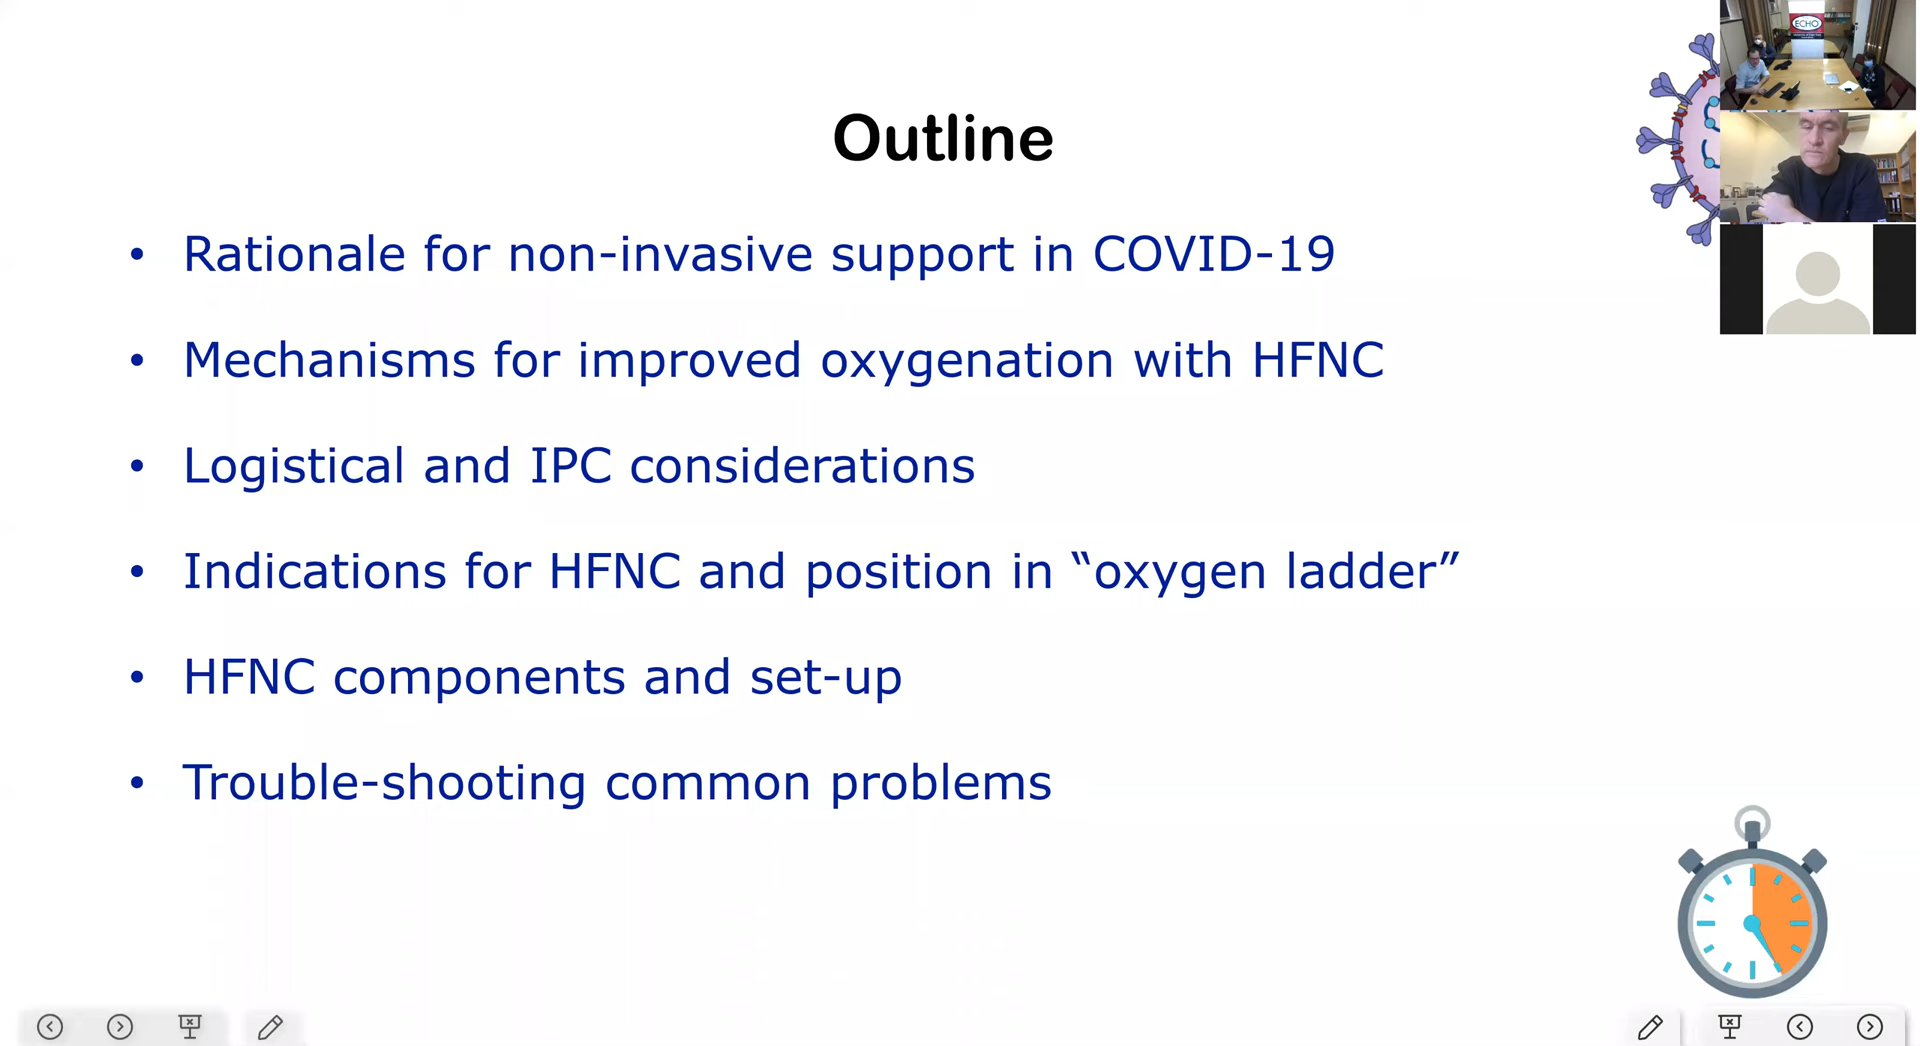 Outline
• Rationale for non-invasive support in COVID-19
• Mechanisms for improved oxygenation with HFNC
• Logistical and IPC considerations
• Indications for HFNC and position in “oxygen ladder”
• HFNC components and set-up
• Trouble-shooting common problems
ECHO